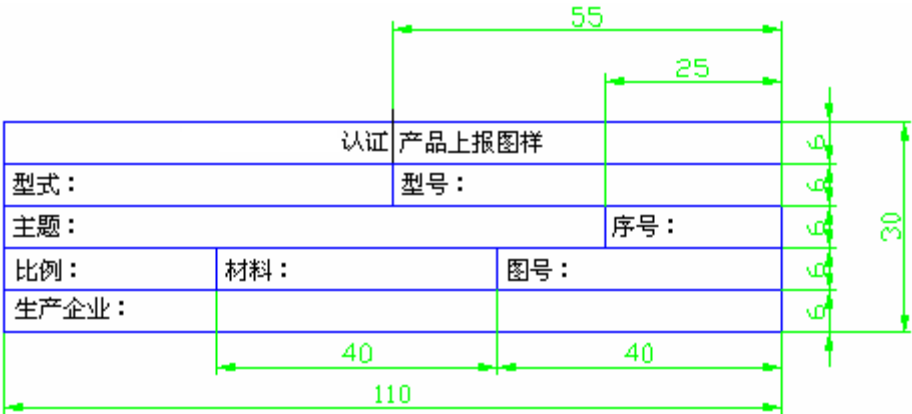 55
25
认证产品上报图样 6
型式： 型号： 6
主题： 序号： 6 30
比例： 材料： 图号： 6
生产企业： 6
40 40
110